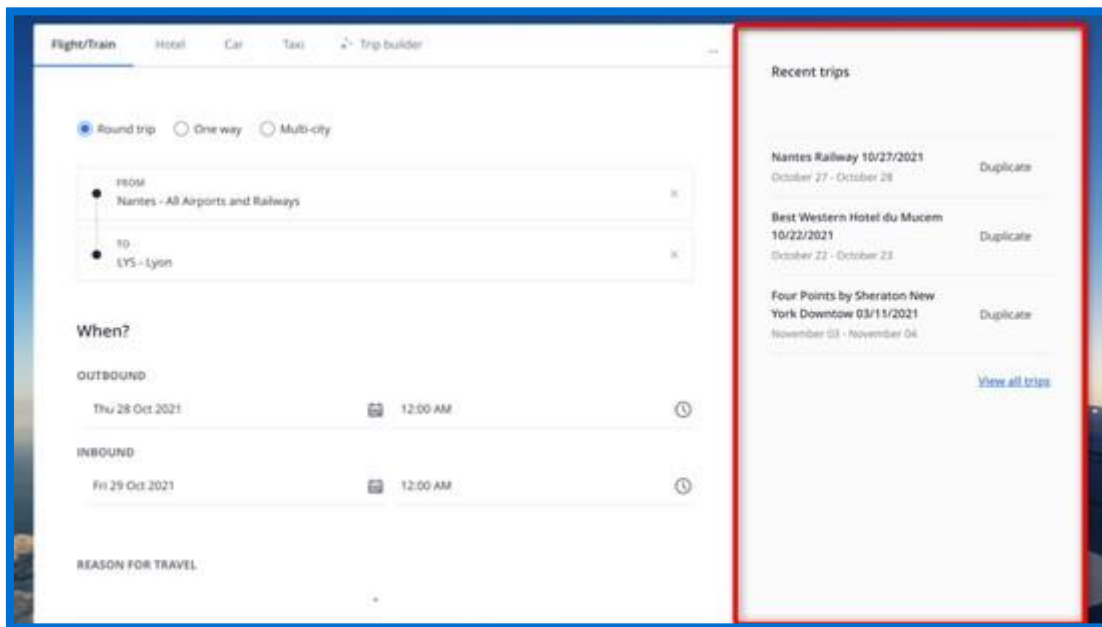 Flight/Train Hotel Car Taxi Trip builder ...
Round trip One way Multi-city
FROM
Nantes - All Airports and Railways
TO
LYS - Lyon
When?
OUTBOUND
Thu 28 Oct 2021 12:00 AM
INBOUND
Fri 29 Oct 2021 12:00 AM
REASON FOR TRAVEL
Recent trips
Nantes Railway 10/27/2021
October 27 - October 28
Duplicate
Best Western Hotel du Mucem
10/22/2021
October 22 - October 23
Duplicate
Four Points by Sheraton New
York Downtow 03/11/2021
November 03 - November 04
Duplicate
View all trips